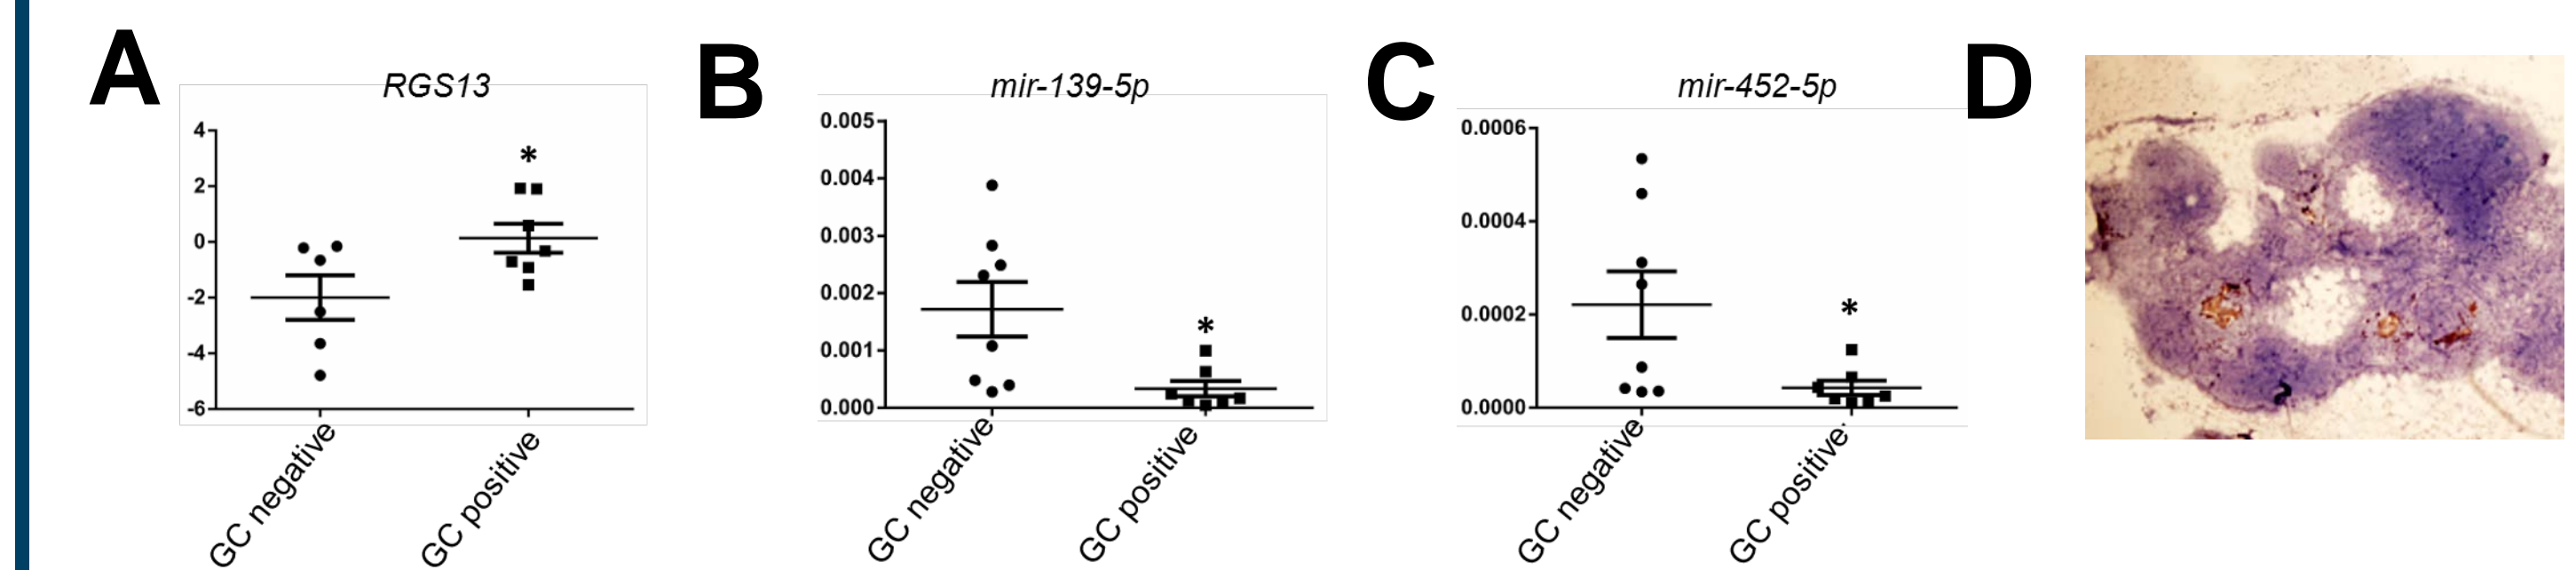 A
RGS13
4
2
0
-2
-4
-6
*
GC negative
GC positive
B
mir-139-5p
0.005
0.004
0.003
0.002
0.001
0.000
*
GC negative
GC positive
C
mir-452-5p
0.0006
0.0004
0.0002
0.0000
*
GC negative
GC positive
D